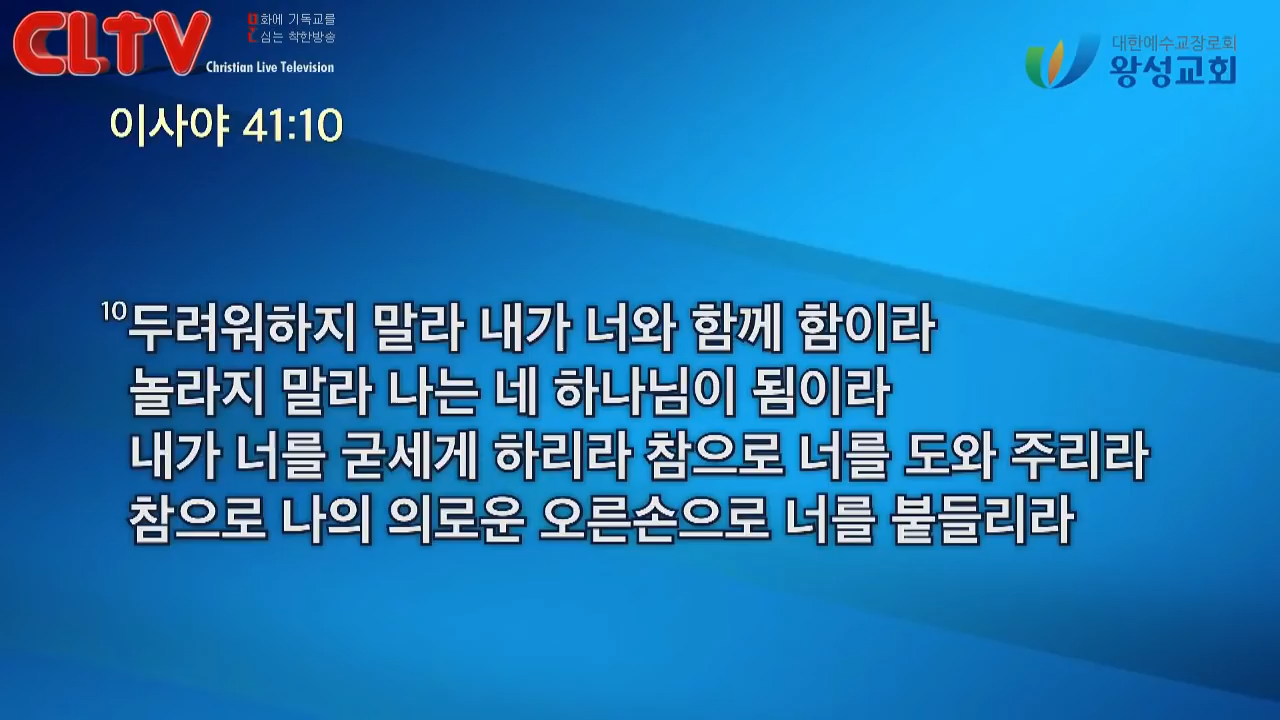 CLTV
문화에 기독교를
심는 착한방송
Christian Live Television
대한예수교장로회
왕성교회
이사야 41:10
10 두려워하지 말라 내가 너와 함께 함이라
놀라지 말라 나는 네 하나님이 됨이라
내가 너를 굳세게 하리라 참으로 너를 도와 주리라
참으로 나의 의로운 오른손으로 너를 붙들리라